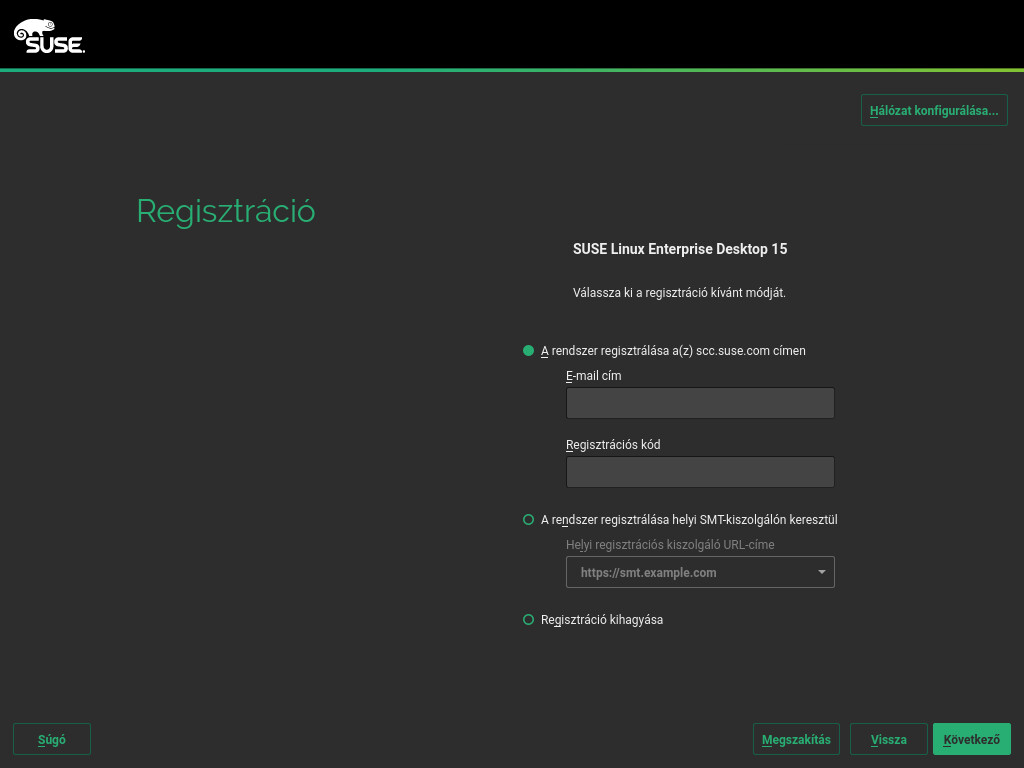 SUSE
Hálózat konfigurálása...
Regisztráció
SUSE Linux Enterprise Desktop 15
Válassza ki a regisztráció kívánt módját.
A rendszer regisztrálása a(z) scc.suse.com címen
E-mail cím
Regisztrációs kód
A rendszer regisztrálása helyi SMT-kiszolgálón keresztül
Helyi regisztrációs kiszolgáló URL-címe
https://smt.example.com
Regisztráció kihagyása
Súgó
Megszakítás
Vissza
Következő